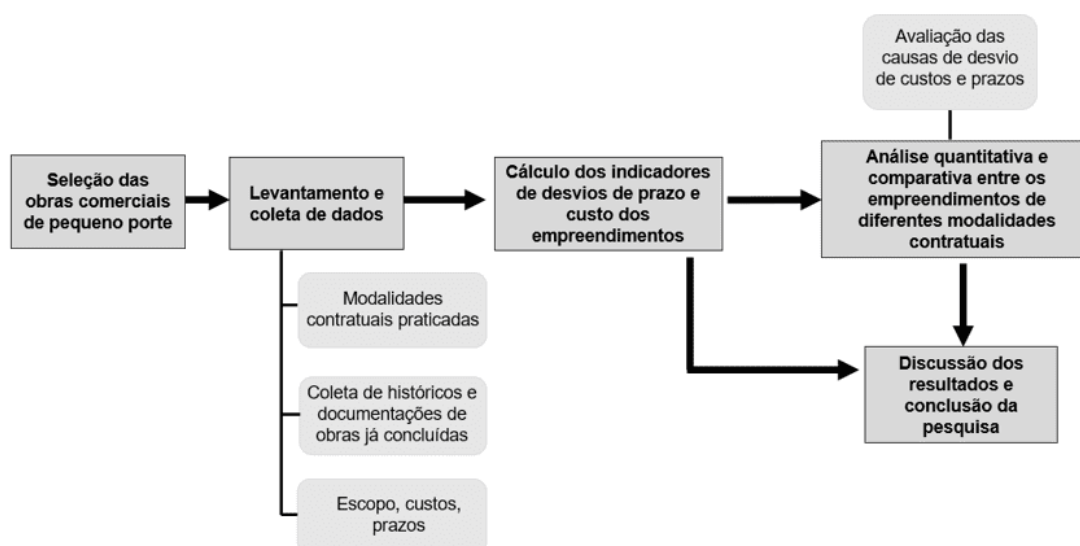 Avaliação das
causas de desvio
de custos e prazos
Seleção das
obras comerciais
de pequeno porte
Levantamento e
coleta de dados
Cálculo dos indicadores
de desvios de prazo e
custo dos
empreendimentos
Análise quantitativa e
comparativa entre os
empreendimentos de
diferentes modalidades
contratuais
Modalidades
contratuais praticadas
Coleta de históricos e
documentações de
obras já concluídas
Escopo, custos,
prazos
Discussão dos
resultados e
conclusão da
pesquisa